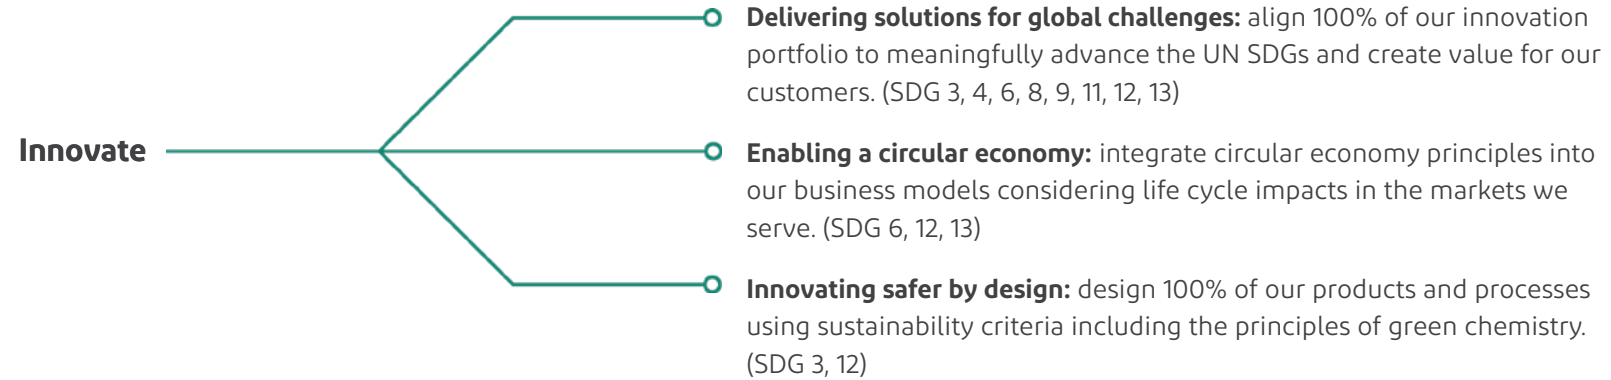 Innovate
Delivering solutions for global challenges: align 100% of our innovation
portfolio to meaningfully advance the UN SDGs and create value for our
customers. (SDG 3, 4, 6, 8, 9, 11, 12, 13)
Enabling a circular economy: integrate circular economy principles into
our business models considering life cycle impacts in the markets we
serve. (SDG 6, 12, 13)
Innovating safer by design: design 100% of our products and processes
using sustainability criteria including the principles of green chemistry.
(SDG 3, 12)